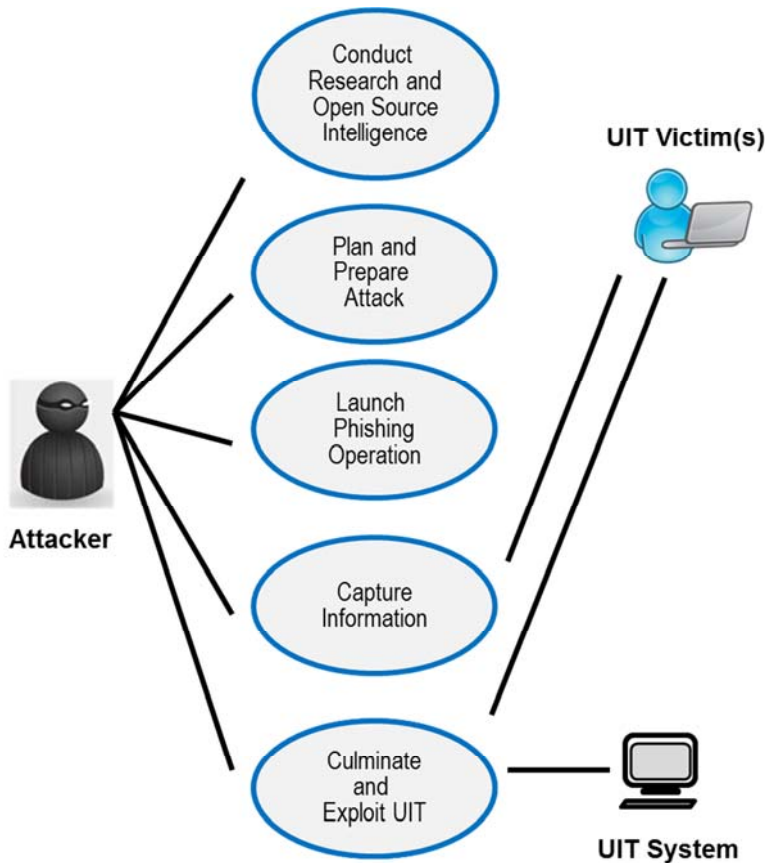 Conduct
Research and
Open Source
Intelligence
UIT Victim(s)
Plan and
Prepare
Attack
Launch
Phishing
Operation
Attacker
Capture
Information
Culminate
and
Exploit UIT
UIT System